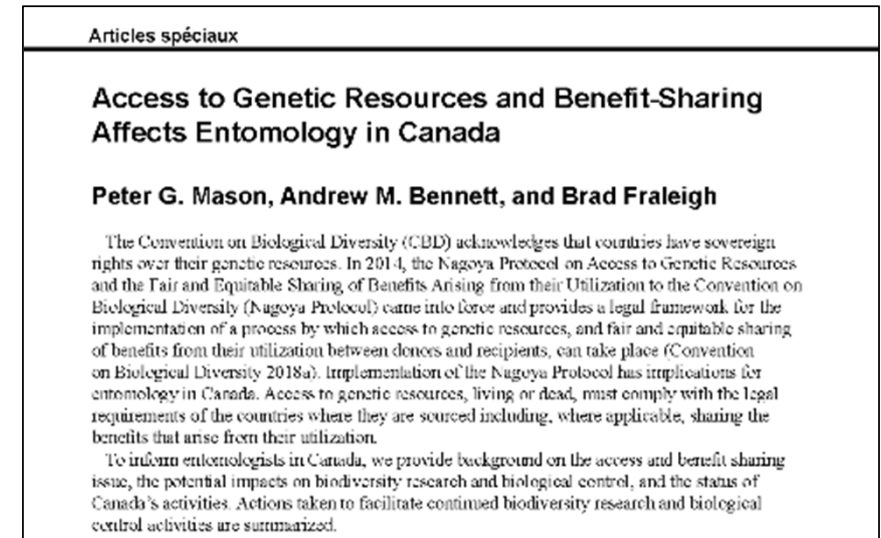 Articles spéciaux
Access to Genetic Resources and Benefit-Sharing
Affects Entomology in Canada
Peter G. Mason, Andrew M. Bennett, and Brad Fraleigh
The Convention on Biological Diversity (CBD) acknowledges that countries have sovereign
rights over their genetic resources. In 2014, the Nagoya Protocol on Access to Genetic Resources
and the Fair and Equitable Sharing of Benefits Arising from their Utilization to the Convention on
Biological Diversity (Nagoya Protocol) came into force and provides a legal framework for the
implementation of a process by which access to genetic resources, and fair and equitable sharing
of benefits from their utilization between donors and recipients, can take place (Convention
on Biological Diversity 2018a). Implementation of the Nagoya Protocol has implications for
entomology in Canada. Access to genetic resources, living or dead, must comply with the legal
requirements of the countries where they are sourced including, where applicable, sharing the
benefits that arise from their utilization.
To inform entomologists in Canada, we provide background on the access and benefit sharing
issue, the potential impacts on biodiversity research and biological control, and the status of
Canada's activities. Actions taken to facilitate continued biodiversity research and biological
control activities are summarized.